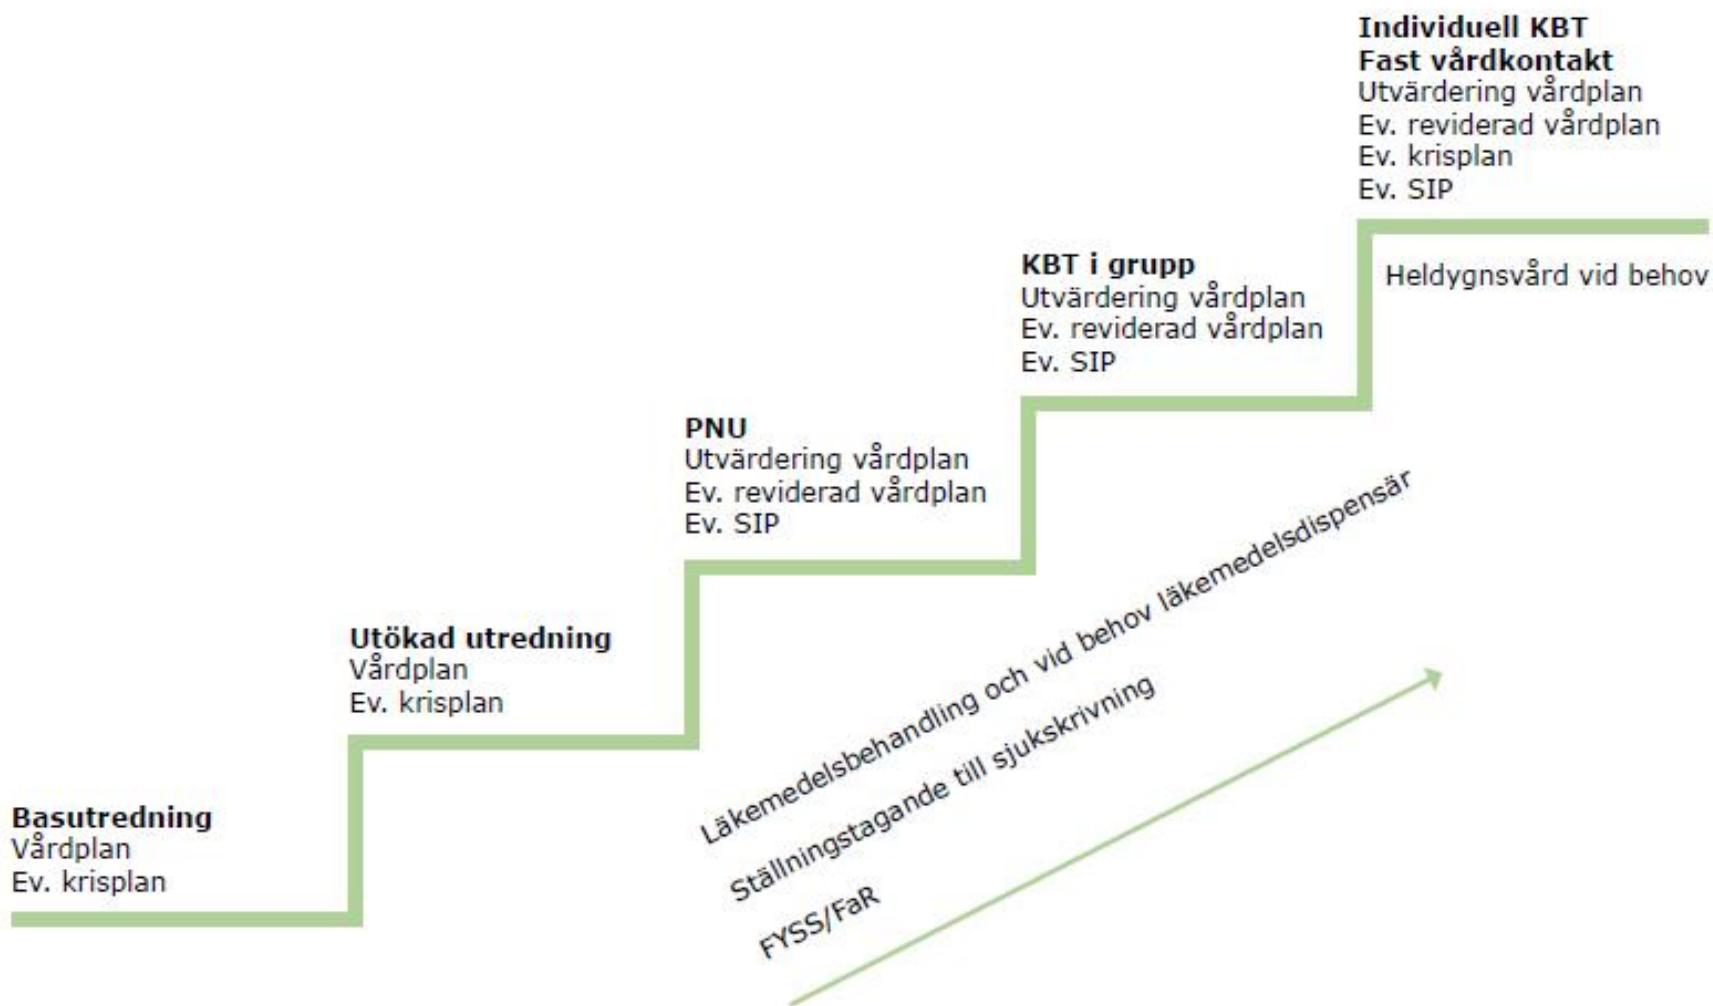 Individuell KBT
Fast vårdkontakt
Utvärdering vårdplan
Ev. reviderad vårdplan
Ev. krisplan
Ev. SIP
Heldygnsvård vid behov
KBT i grupp
Utvärdering vårdplan
Ev. reviderad vårdplan
Ev. SIP
PNU
Utvärdering vårdplan
Ev. reviderad vårdplan
Ev. SIP
Utökad utredning
Vårdplan
Ev. krisplan
Basutredning
Vårdplan
Ev. krisplan
Läkemedelsbehandling och vid behov läkemedelsdispensär
Ställningstagande till sjukskrivning
FYSS/FaR